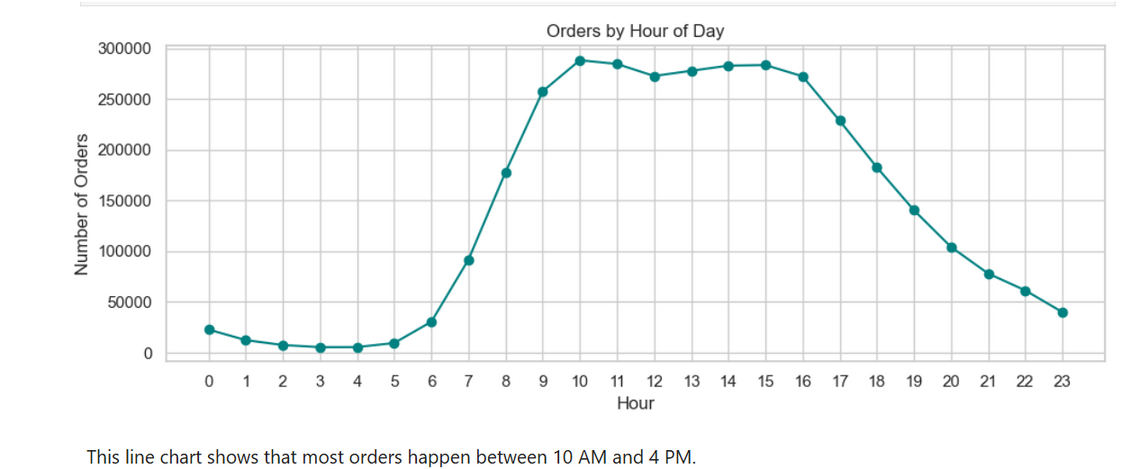 Orders by Hour of Day
300000
250000
200000
150000
100000
50000
0
Number of Orders
0 1 2 3 4 5 6 7 8 9 10 11 12 13 14 15 16 17 18 19 20 21 22 23
Hour
This line chart shows that most orders happen between 10 AM and 4 PM.